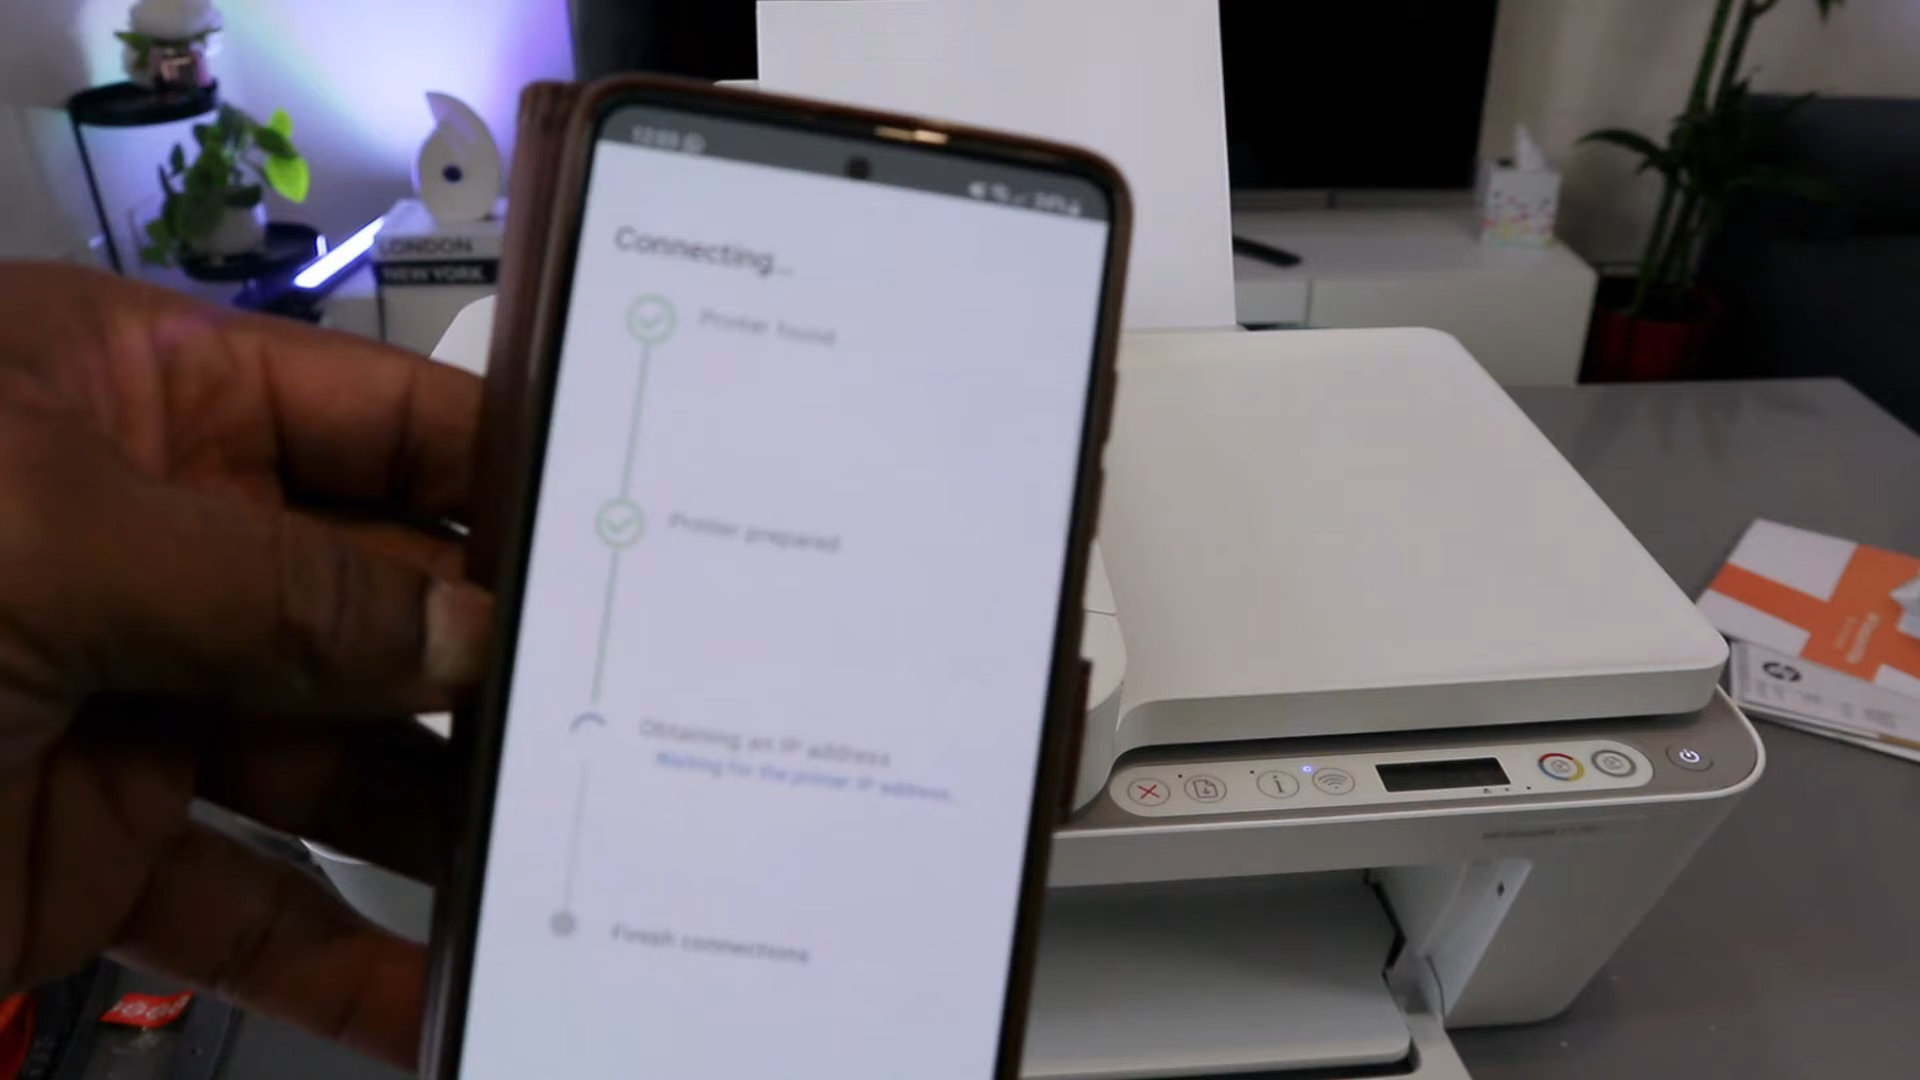 LONDON
NEW YORK
Connecting...
Printer found
Printer prepared
Obtaining an IP address
Waiting for the printer IP address...
Finish connections
hp